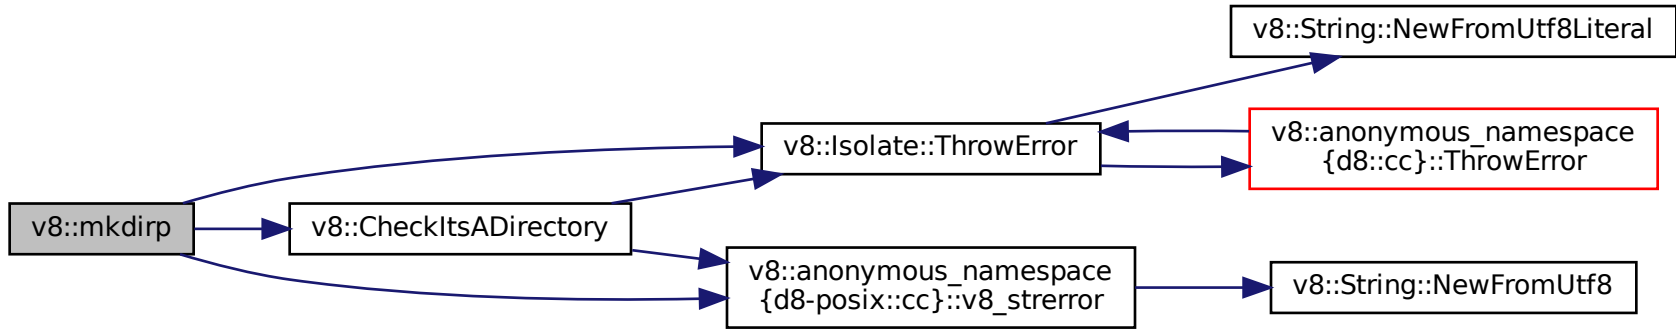 v8::String::NewFromUtf8Literal
v8::anonymous_namespace
{d8::cc}::ThrowError
v8::Isolate::ThrowError
v8::mkdirp
v8::CheckItsADirectory
v8::anonymous_namespace
{d8-posix::cc}::v8_strerror
v8::String::NewFromUtf8